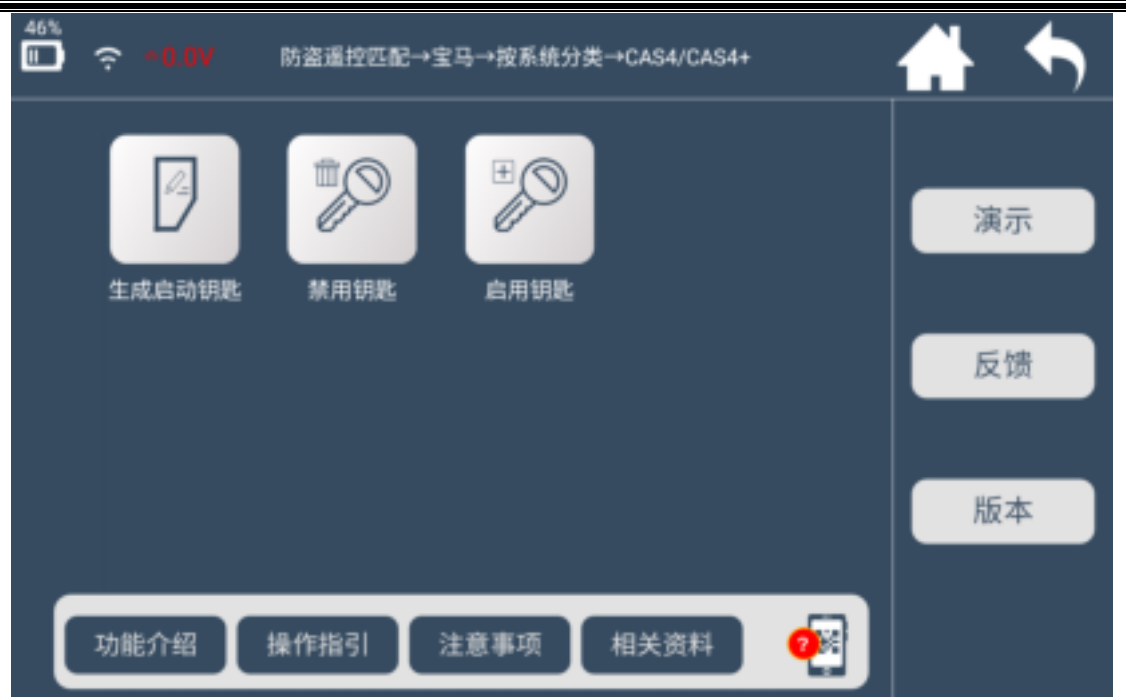 46%
+0.0V
防盗遥控匹配→宝马→按系统分类→CAS4/CAS4+
生成启动钥匙
禁用钥匙
启用钥匙
演示
反馈
版本
功能介绍
操作指引
注意事项
相关资料
?